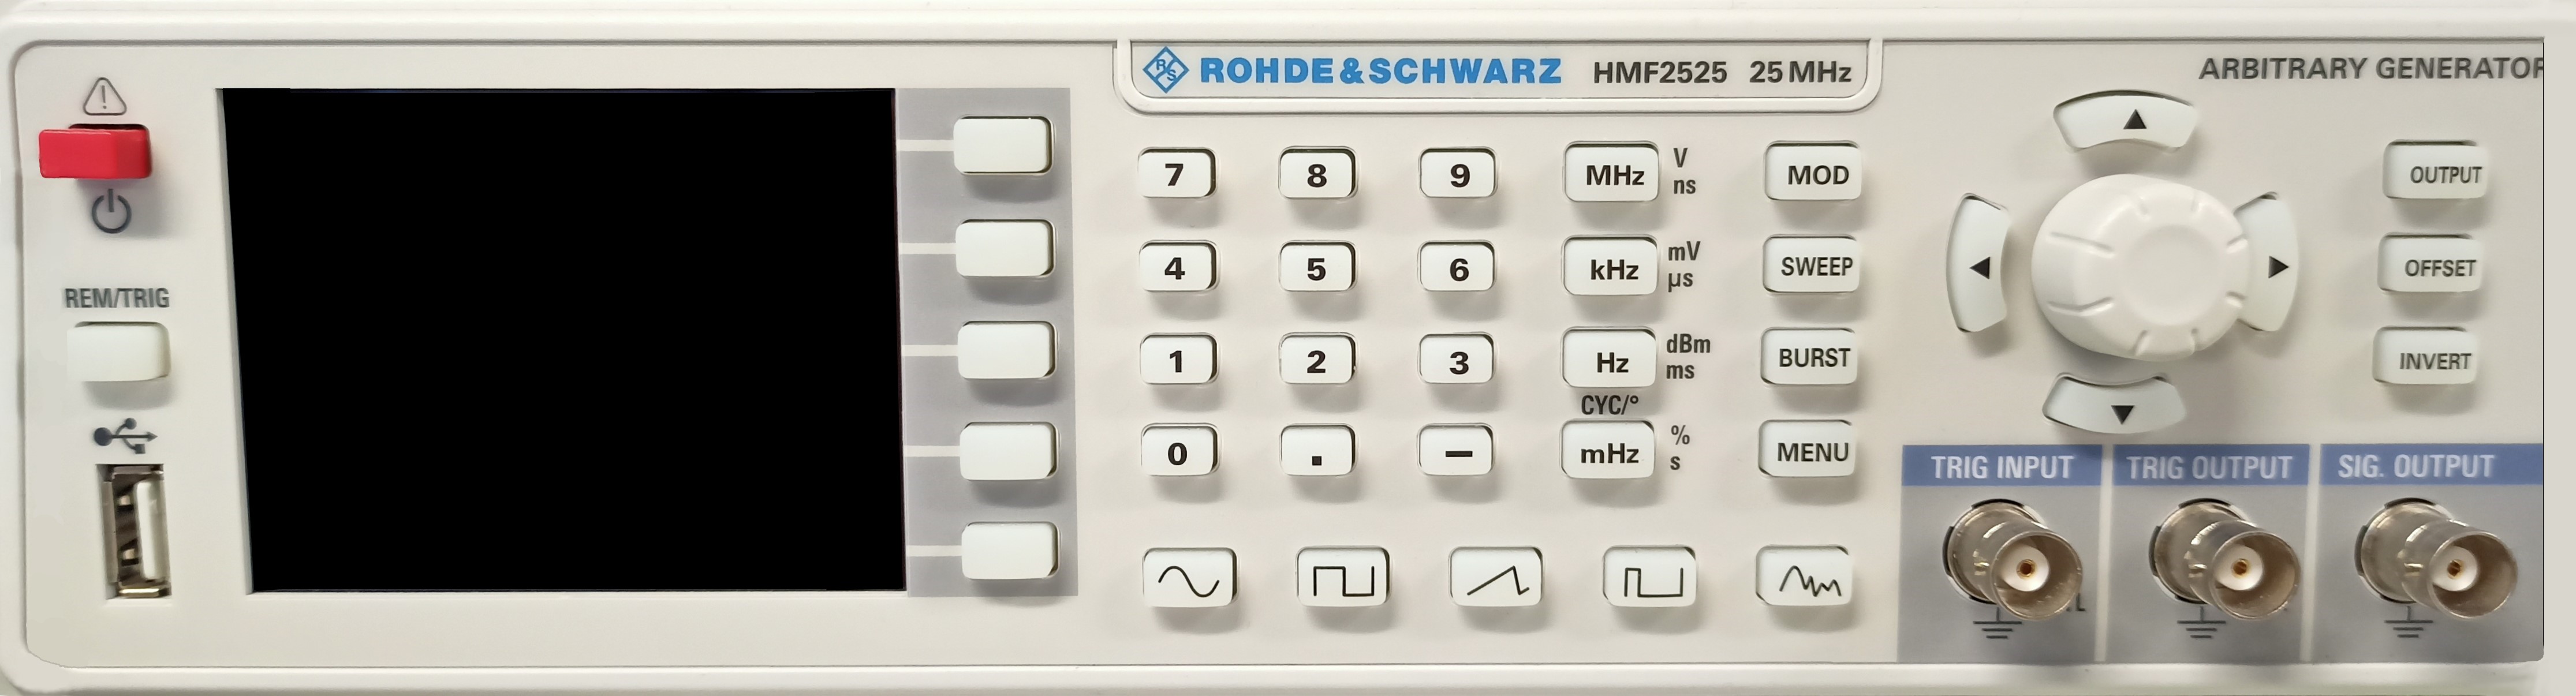 R&S ROHDE&SCHWARZ HMF2525 25 MHz
ARBITRARY GENERATOR
REM/TRIG
7 8 9 MHz V ns MOD
4 5 6 kHz mV µs SWEEP
1 2 3 Hz dBm ms BURST
CYC/°
0 . - mHz % s MENU
OUTPUT
OFFSET
INVERT
TRIG INPUT TRIG OUTPUT SIG. OUTPUT